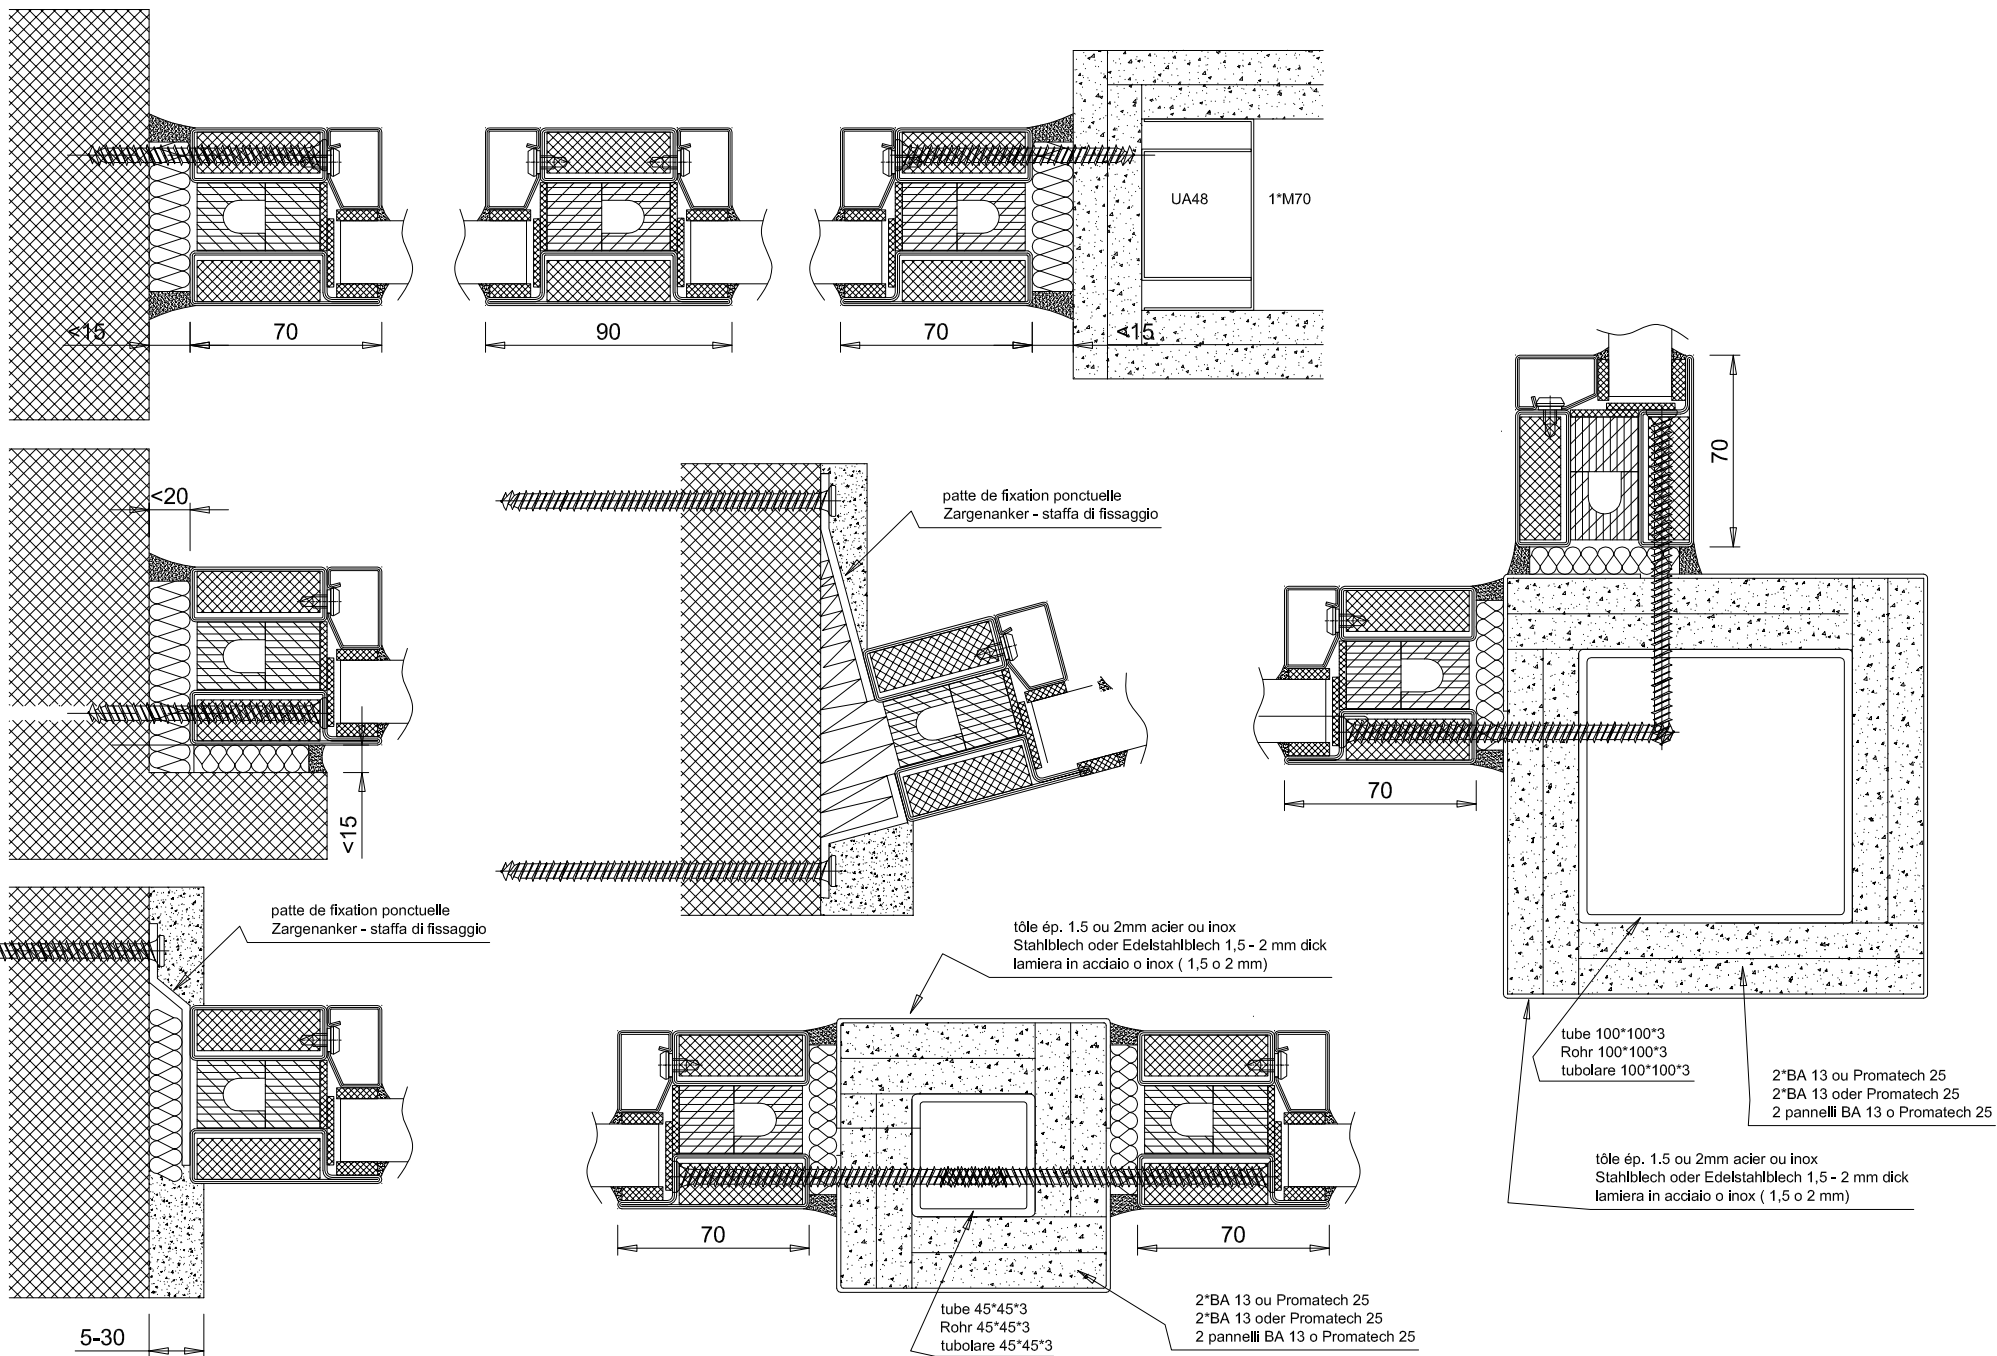 UA48
1*M70
<15
70
90
70
<15
70
<20
<15
patte de fixation ponctuelle
Zargenanker - staffa di fissaggio
70
patte de fixation ponctuelle
Zargenanker - staffa di fissaggio
5-30
tôle ép. 1.5 ou 2mm acier ou inox
Stahlblech oder Edelstahlblech 1,5 - 2 mm dick
lamiera in acciaio o inox ( 1,5 o 2 mm)
70
70
tube 45*45*3
Rohr 45*45*3
tubolare 45*45*3
2*BA 13 ou Promatech 25
2*BA 13 oder Promatech 25
2 pannelli BA 13 o Promatech 25
tube 100*100*3
Rohr 100*100*3
tubolare 100*100*3
2*BA 13 ou Promatech 25
2*BA 13 oder Promatech 25
2 pannelli BA 13 o Promatech 25
tôle ép. 1.5 ou 2mm acier ou inox
Stahlblech oder Edelstahlblech 1,5 - 2 mm dick
lamiera in acciaio o inox ( 1,5 o 2 mm)